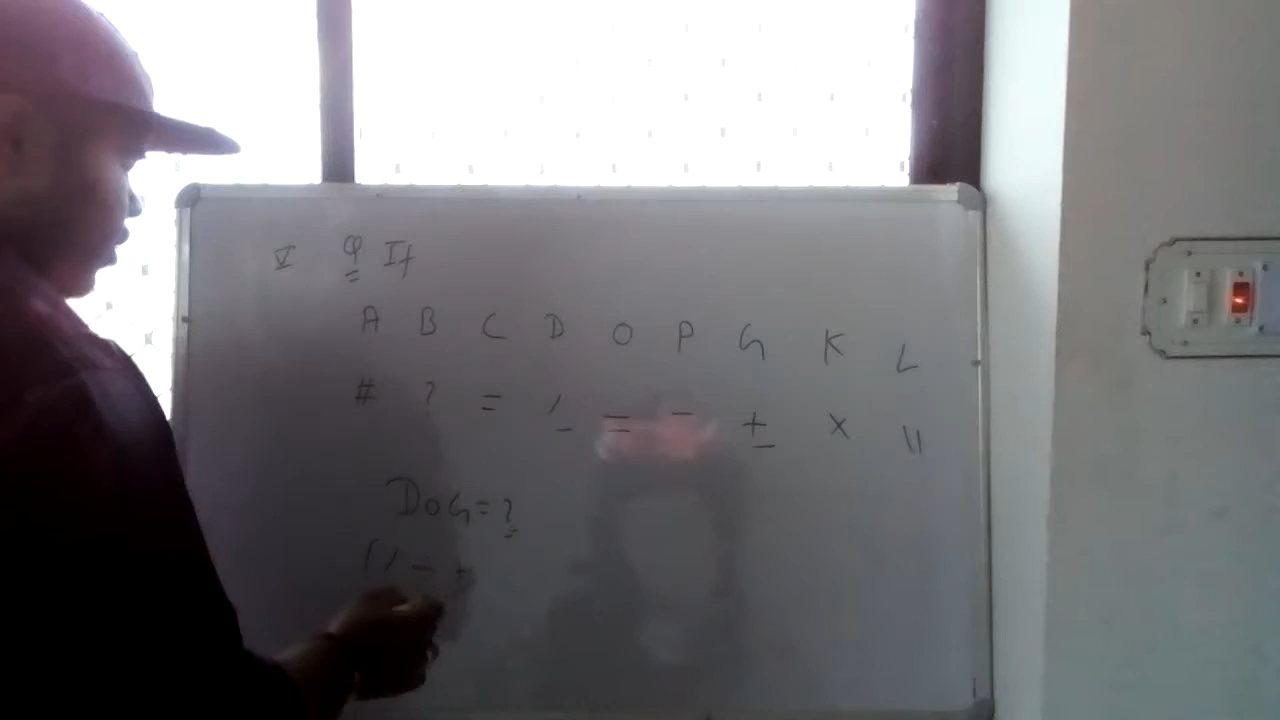 V Q If
A B C D O P G K L
# ? = / = - ± × \\
DOG = ?
(/ - +